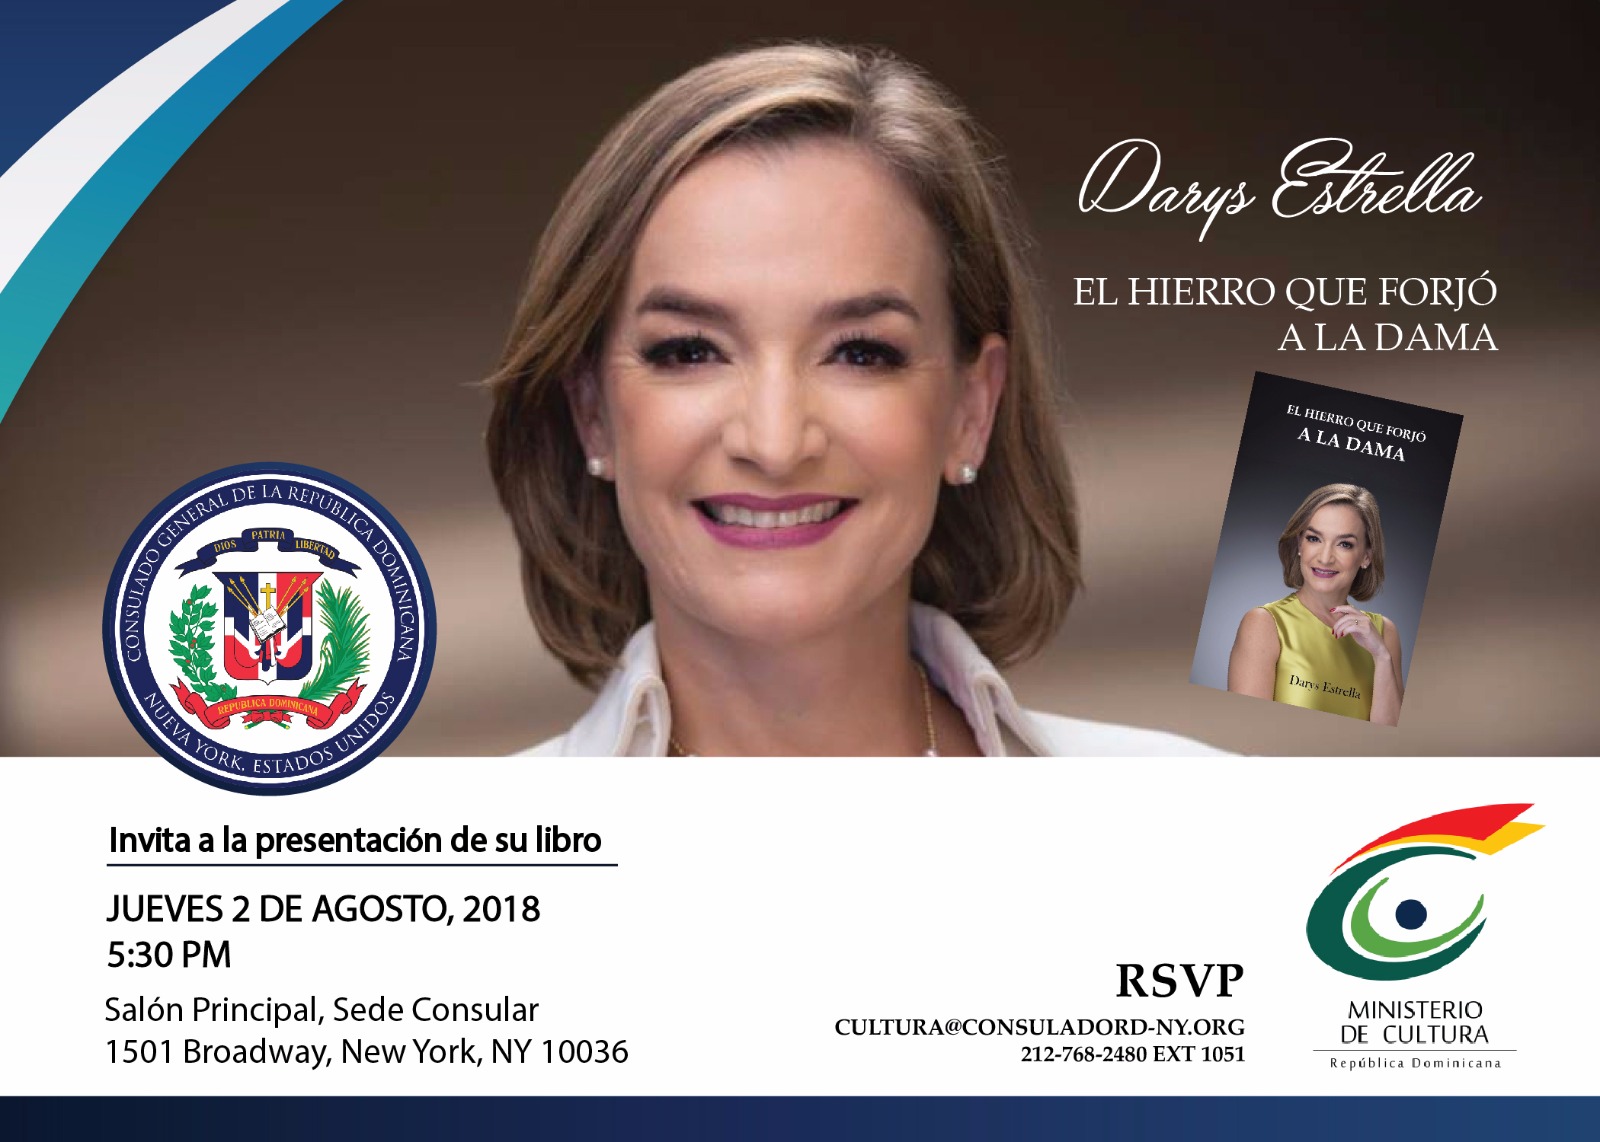 Darys Estrella
EL HIERRO QUE FORJÓ
A LA DAMA
EL HIERRO QUE FORJÓ
A LA DAMA
Darys Estrella
CONSULADO GENERAL DE LA REPÚBLICA DOMINICANA
DIOS PATRIA LIBERTAD
REPUBLICA DOMINICANA
NUEVA YORK, ESTADOS UNIDOS
Invita a la presentación de su libro
JUEVES 2 DE AGOSTO, 2018
5:30 PM
Salón Principal, Sede Consular
1501 Broadway, New York, NY 10036
RSVP
CULTURA@CONSULADORD-NY.ORG
212-768-2480 EXT 1051
MINISTERIO
DE CULTURA
República Dominicana